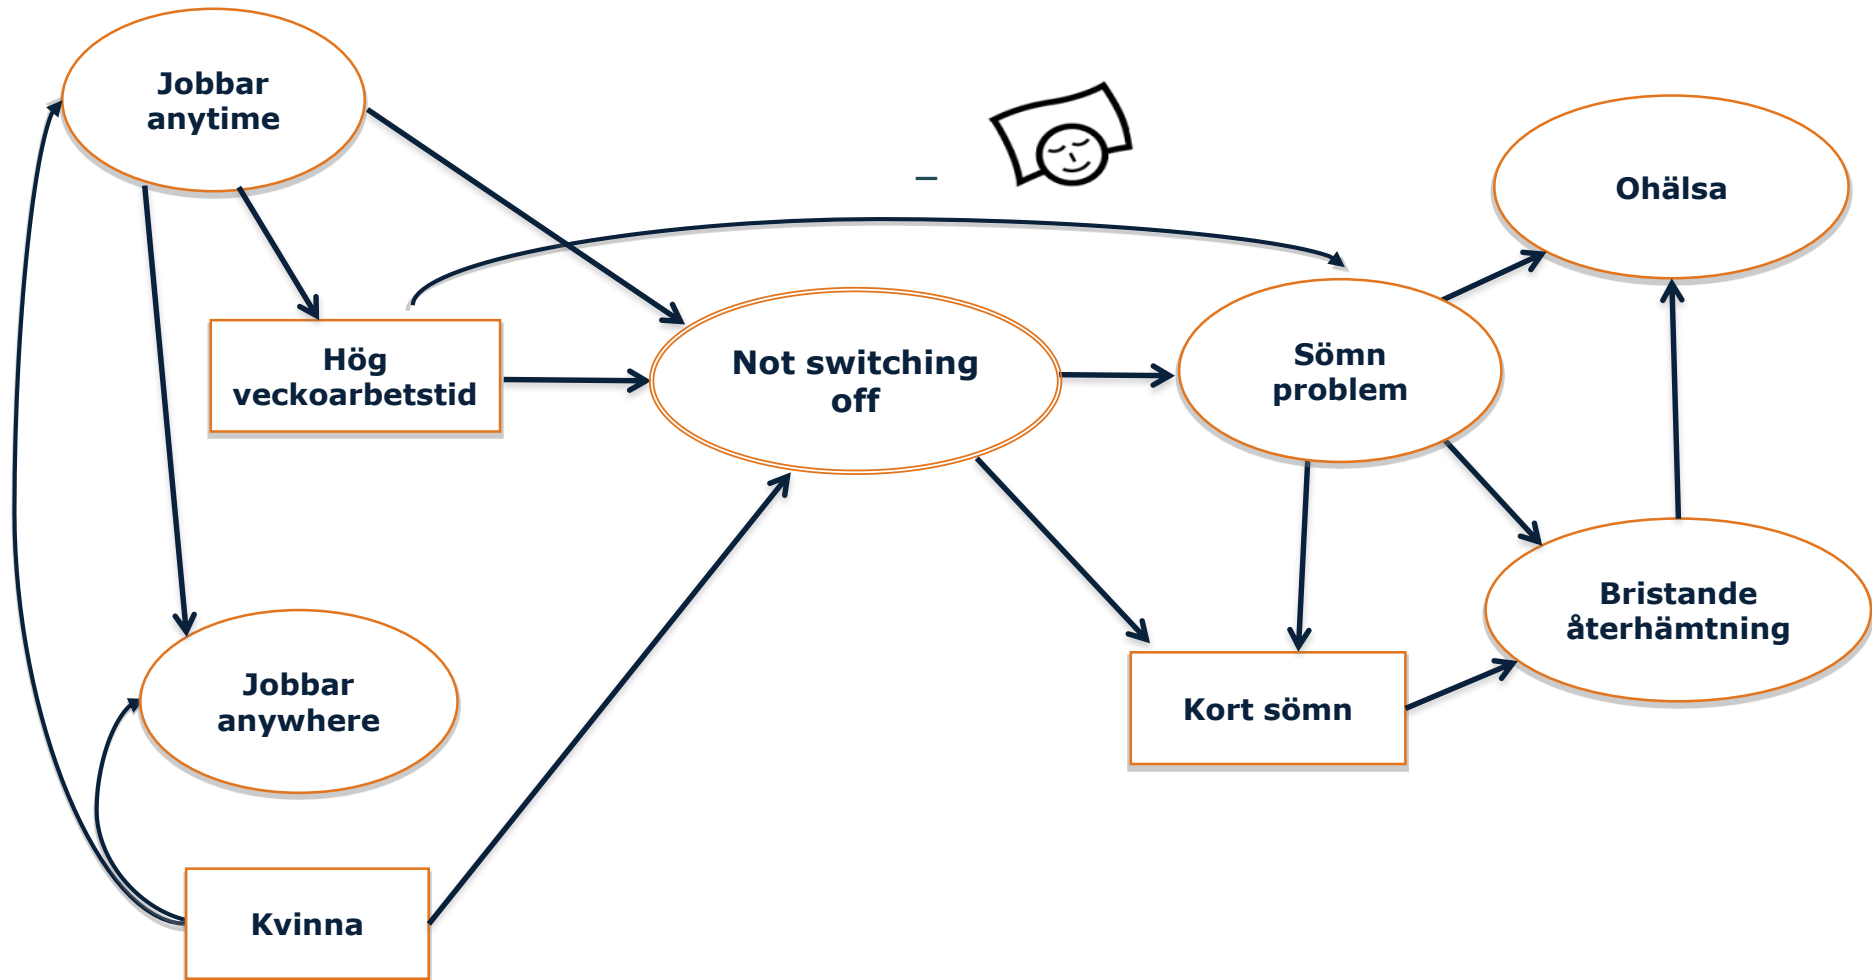 Jobbar
anytime
–
Ohälsa
Hög
veckoarbetstid
Not switching
off
Sömn
problem
Bristande
återhämtning
Jobbar
anywhere
Kort sömn
Kvinna